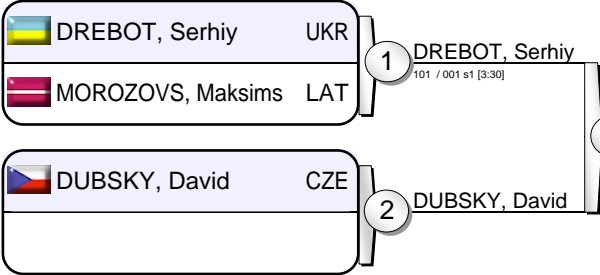 DREBOT, Serhiy UKR
MOROZOVS, Maksims LAT
1
DREBOT, Serhiy
101 / 001 s1 [3:30]
DUBSKY, David CZE
2
DUBSKY, David